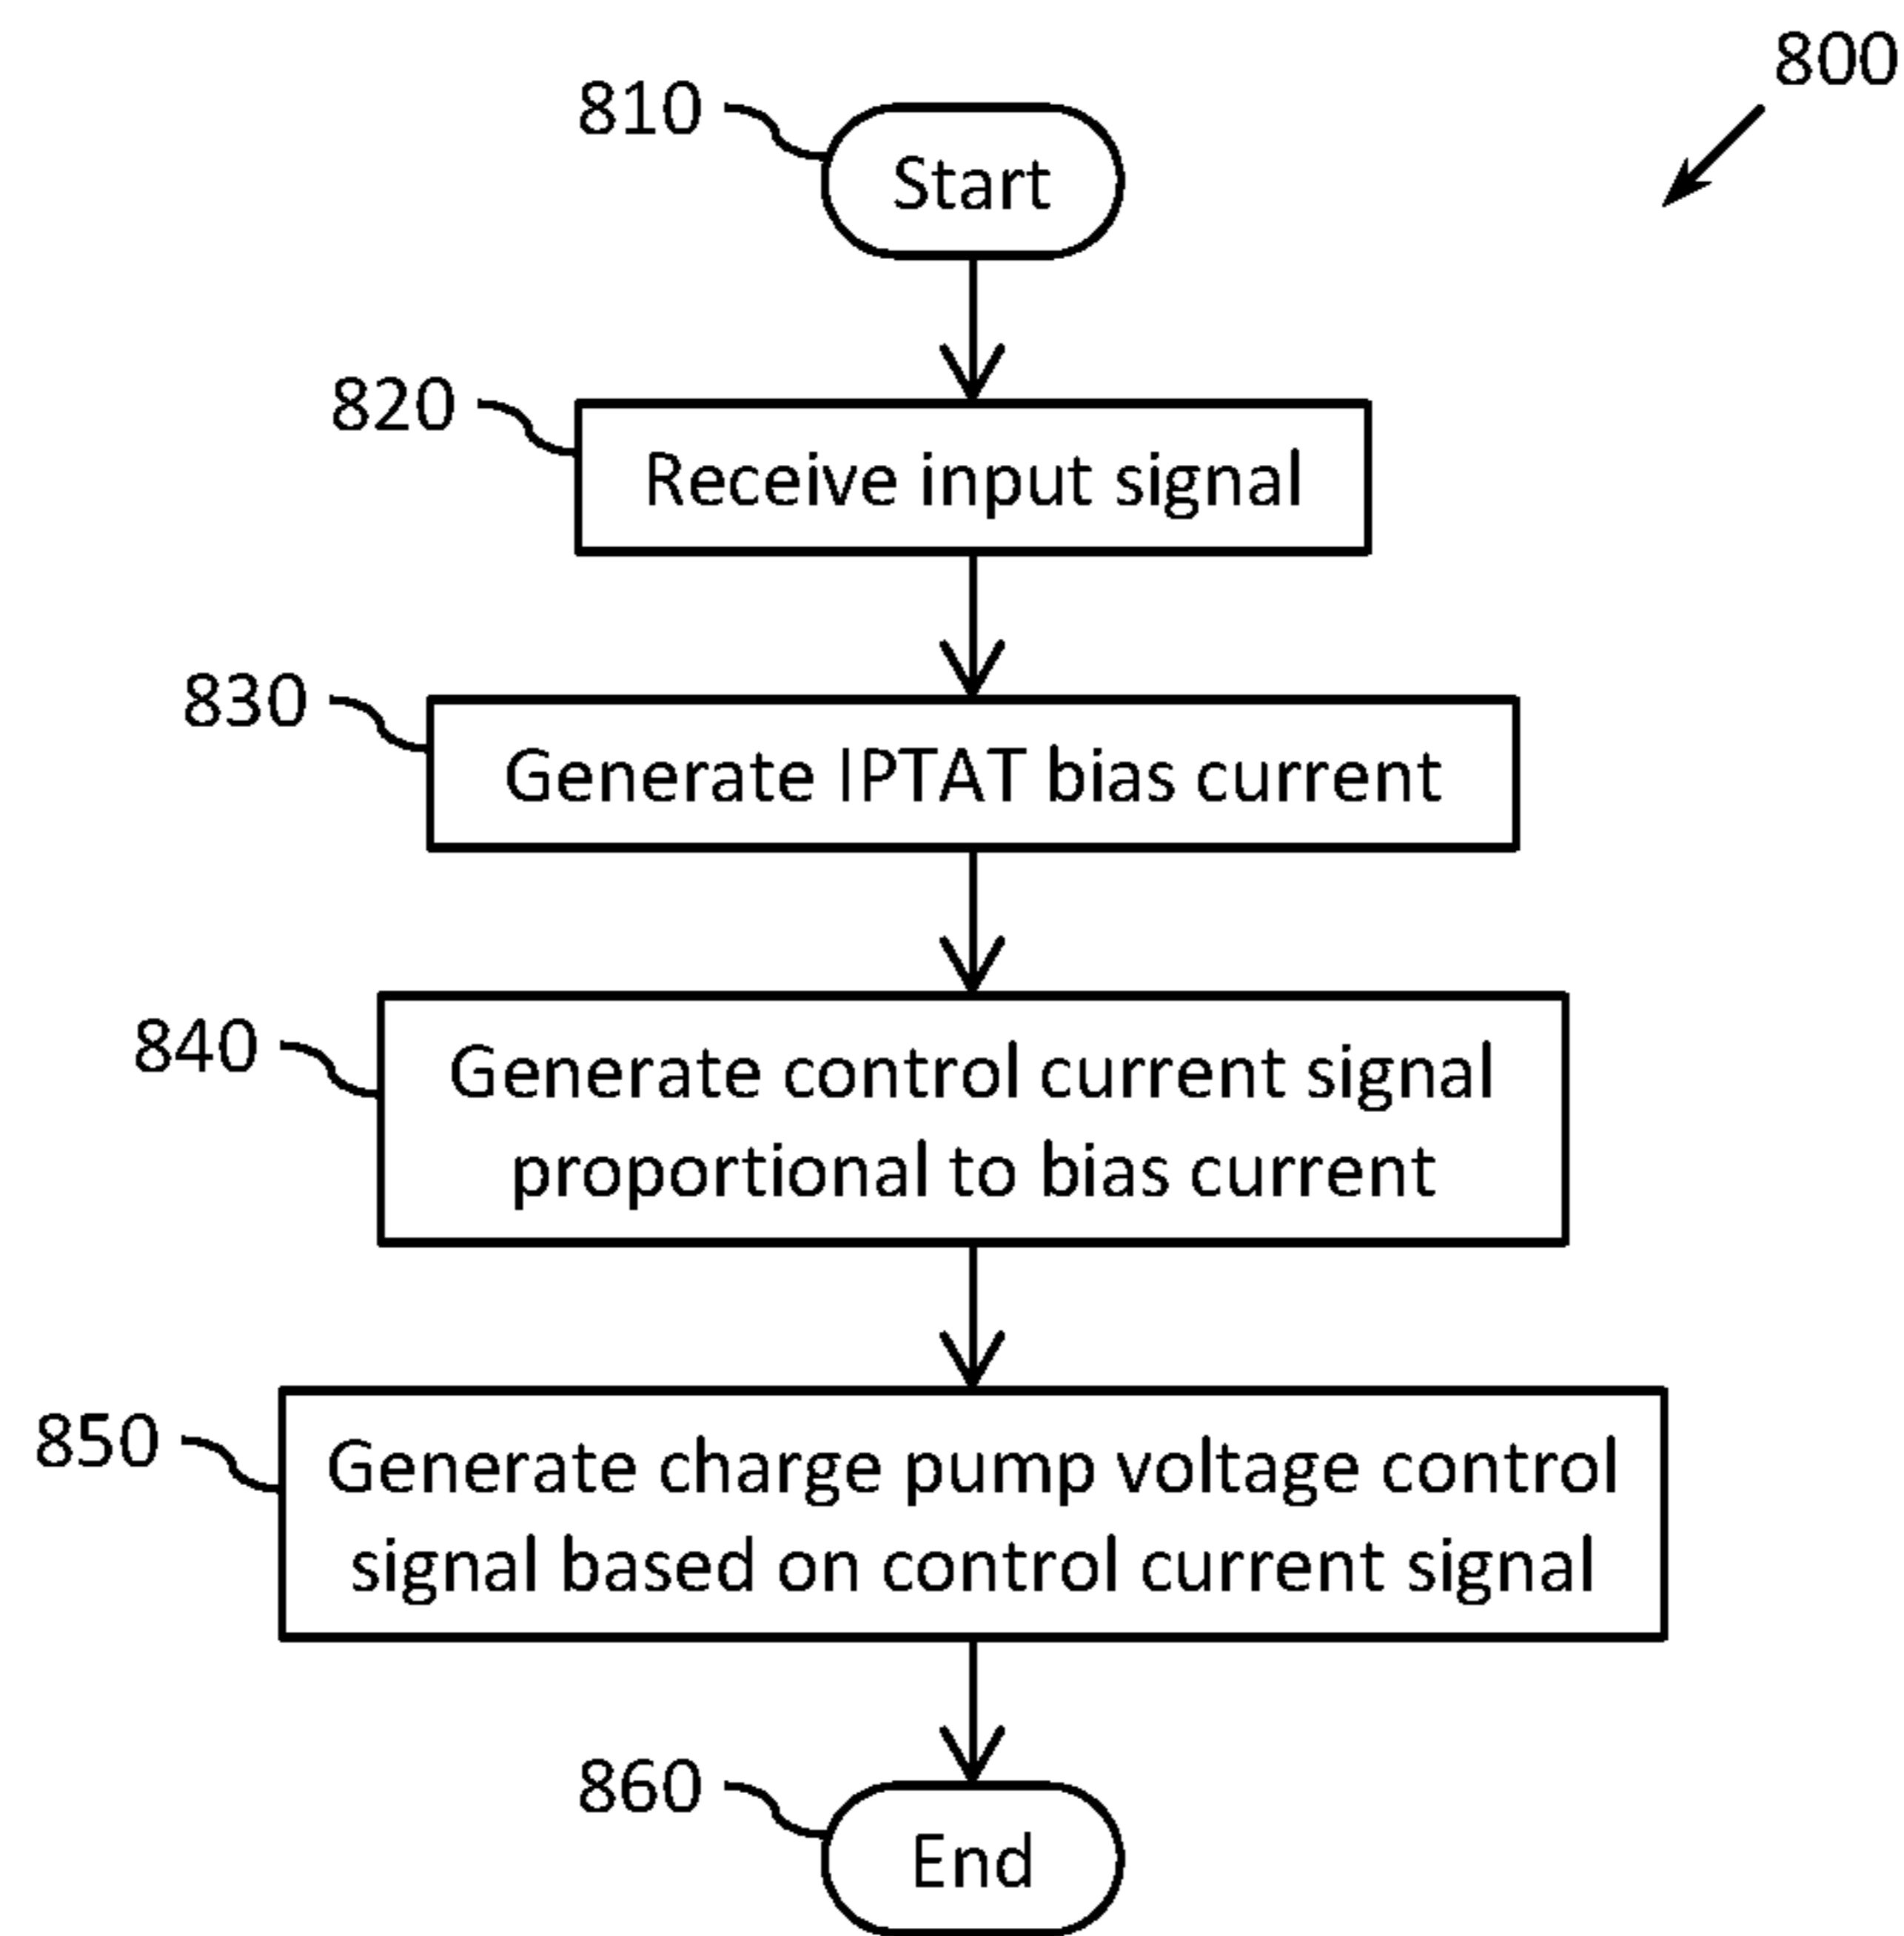 800
810
Start
820
Receive input signal
830
Generate IPTAT bias current
840
Generate control current signal
proportional to bias current
850
Generate charge pump voltage control
signal based on control current signal
860
End